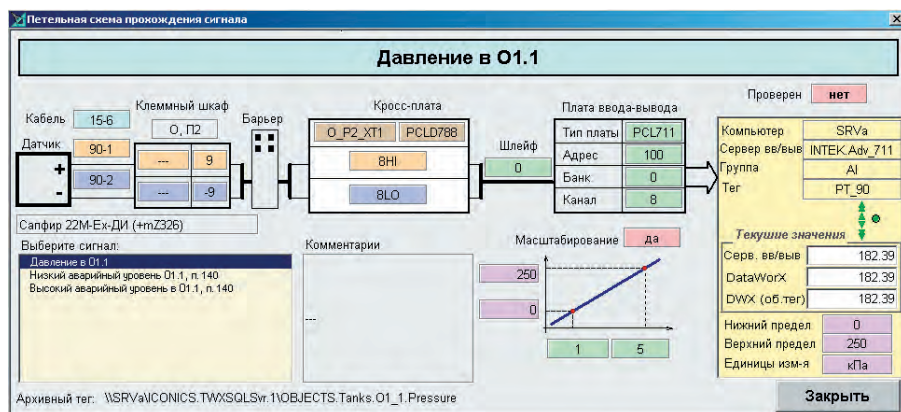 Петельная схема прохождения сигнала
Давление в О1.1
Кабель
15-6
Клеммный шкаф
О, П2
Барьер
Кросс-плата
O_P2_XT1
PCLD788
8HI
8LO
Шлейф
0
Плата ввода-вывода
Тип платы
PCL711
Адрес
100
Банк.
0
Канал
8
Проверен
нет
Датчик
+
-
90-1
90-2
---
9
---
-9
Компьютер
SRVa
Сервер вв/выв
INTEK.Adv_711
Группа
AI
Тег
PT_90
Сапфир 22М-Ех-ДИ (+mZ326)
Выберите сигнал:
Давление в О1.1
Низкий аварийный уровень О1.1, п.140
Высокий аварийный уровень в О1.1, п.140
Комментарии
---
Масштабирование
да
250
0
1
5
Текушие значения
Серв. вв/выв
182.39
DataWorX
182.39
DWX (об.тег)
182.39
Нижний предел
0
Верхний предел
250
Единицы изм-я
кПа
Архивный тег: \\SRVa\ICONICS.TWXSQLSvr.1\OBJECTS.Tanks.O1_1.Pressure
Закрыть